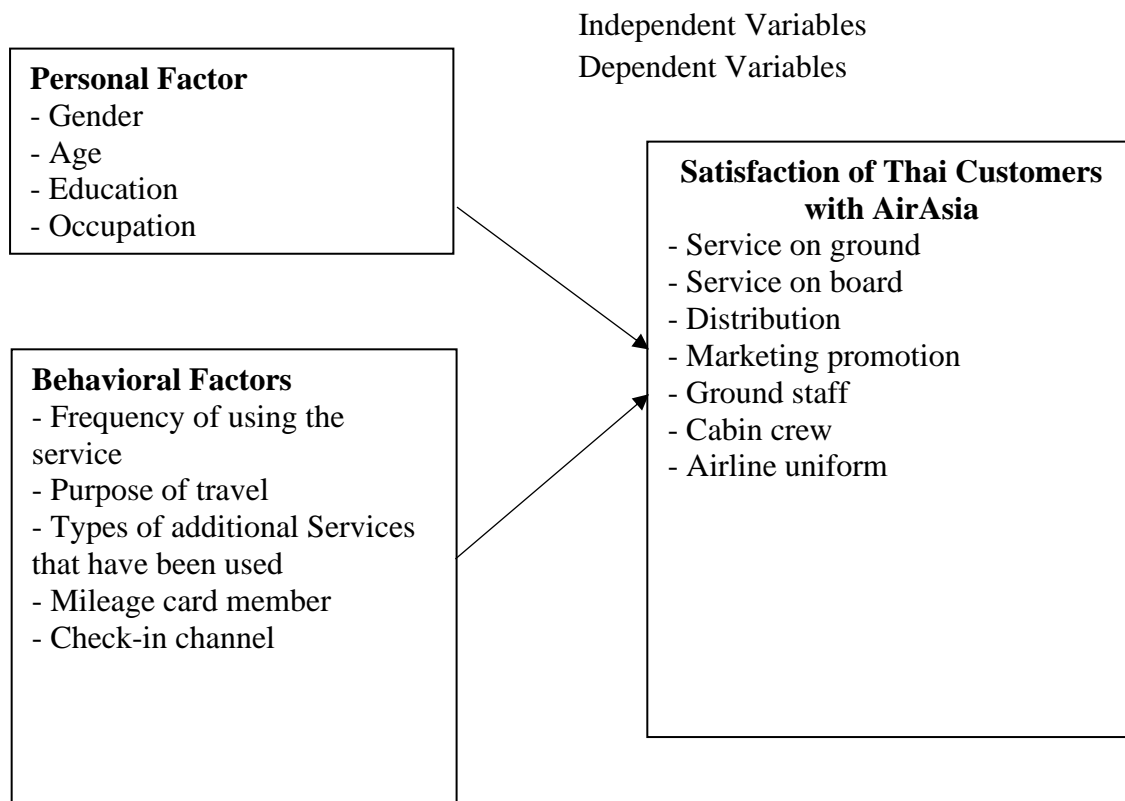 Independent Variables
Dependent Variables
Personal Factor
- Gender
- Age
- Education
- Occupation
Behavioral Factors
- Frequency of using the
service
- Purpose of travel
- Types of additional Services
that have been used
- Mileage card member
- Check-in channel
Satisfaction of Thai Customers
with AirAsia
- Service on ground
- Service on board
- Distribution
- Marketing promotion
- Ground staff
- Cabin crew
- Airline uniform